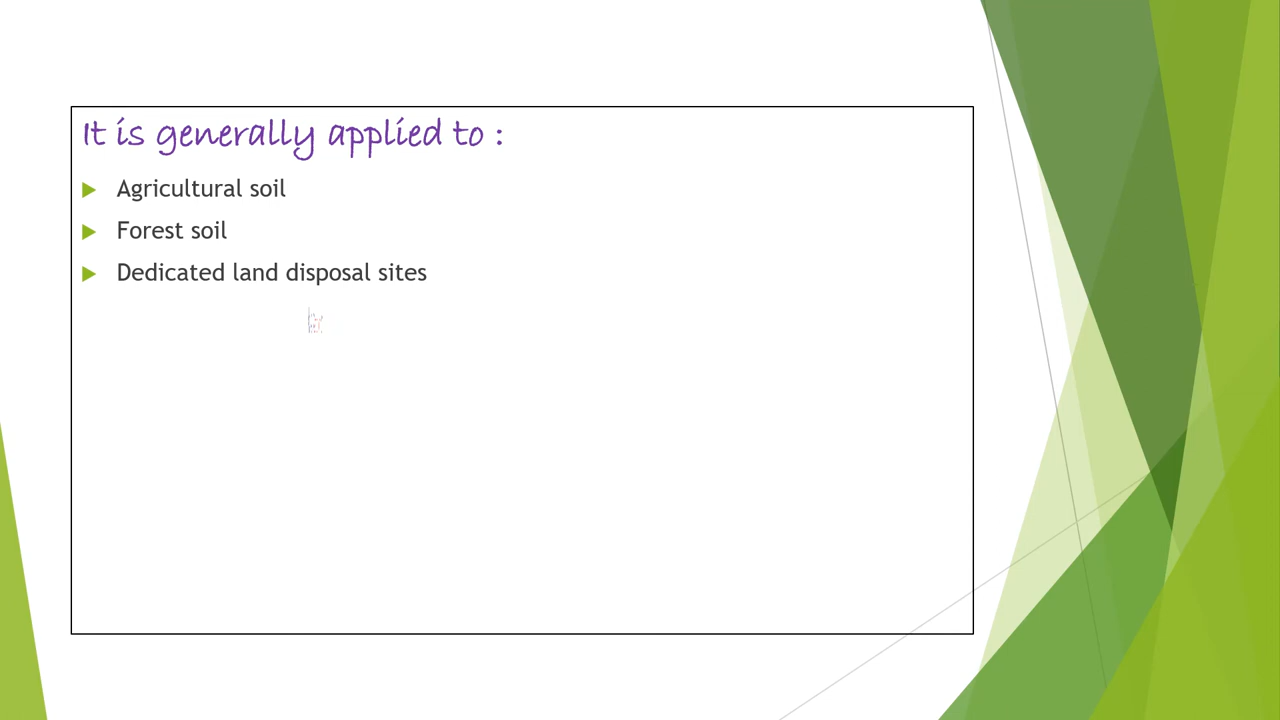 It is generally applied to :
Agricultural soil
Forest soil
Dedicated land disposal sites